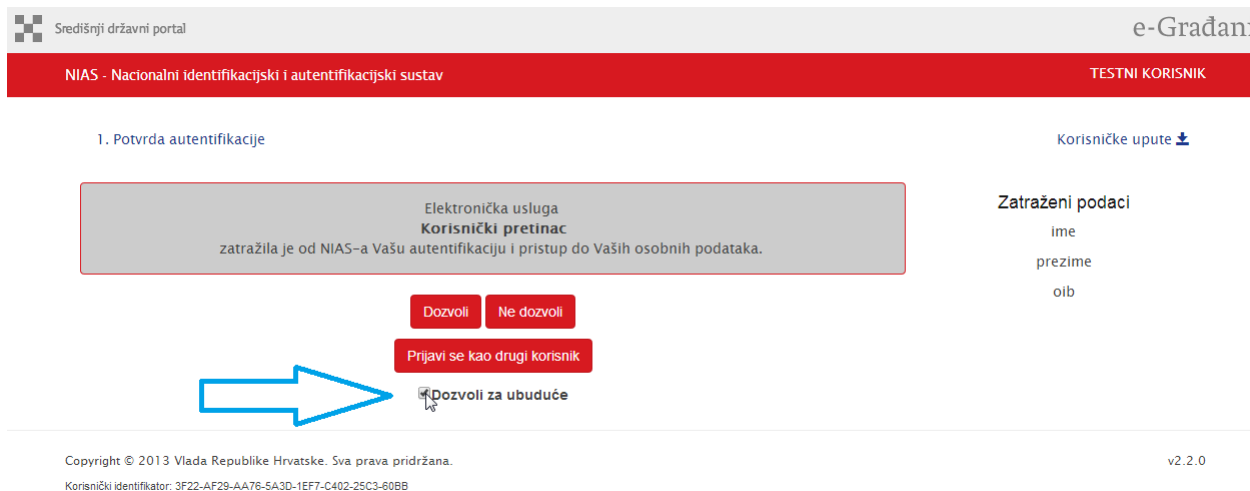 Središnji državni portal
e-Građani
NIAS - Nacionalni identifikacijski i autentifikacijski sustav
TESTNI KORISNIK
1. Potvrda autentifikacije
Korisničke upute
Elektronička usluga
Korisnički pretinac
zatražila je od NIAS-a Vašu autentifikaciju i pristup do Vaših osobnih podataka.
Zatraženi podaci
ime
prezime
oib
Dozvoli
Ne dozvoli
Prijavi se kao drugi korisnik
Dozvoli za ubuduće
Copyright © 2013 Vlada Republike Hrvatske. Sva prava pridržana.
v2.2.0
Korisnički identifikator: 3F22-AF29-AA76-5A3D-1EF7-C402-25C3-60BB